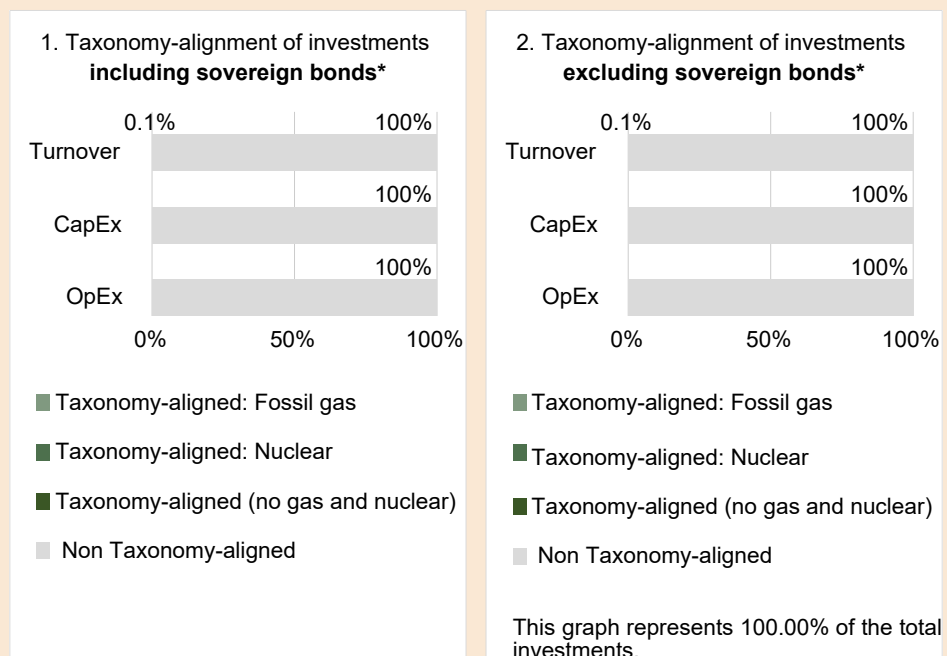 1. Taxonomy-alignment of investments
including sovereign bonds*
0.1% 100%
Turnover
100%
CapEx
100%
OpEx
0% 50% 100%
Taxonomy-aligned: Fossil gas
Taxonomy-aligned: Nuclear
Taxonomy-aligned (no gas and nuclear)
Non Taxonomy-aligned
2. Taxonomy-alignment of investments
excluding sovereign bonds*
0.1% 100%
Turnover
100%
CapEx
100%
OpEx
0% 50% 100%
Taxonomy-aligned: Fossil gas
Taxonomy-aligned: Nuclear
Taxonomy-aligned (no gas and nuclear)
Non Taxonomy-aligned
This graph represents 100.00% of the total
investments.